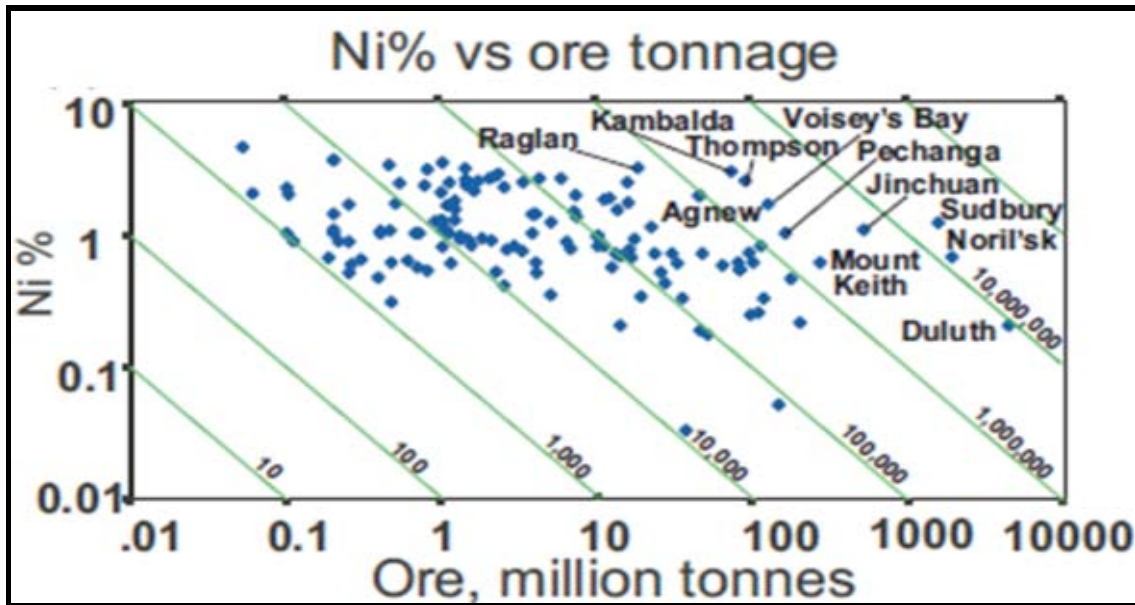 Ni% vs ore tonnage
10
1
0.1
0.01
Ni %
Raglan
Kambalda
Thompson
Voisey's Bay
Pechanga
Jinchuan
Agnew
Sudbury
Noril'sk
Mount
Keith
Duluth
10
100
1,000
10,000
100,000
1,000,000
10,000,000
.01
0.1
1
10
100
1000
10000
Ore, million tonnes